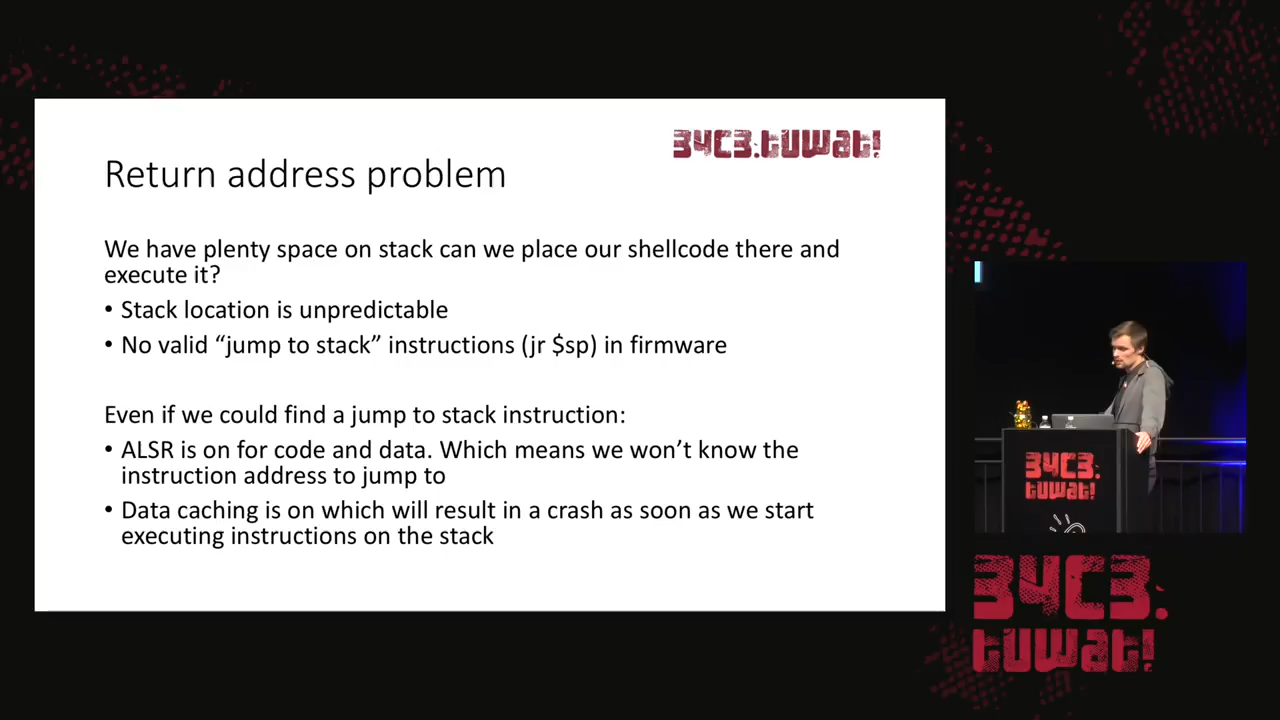 34C3.tuwat!
Return address problem
We have plenty space on stack can we place our shellcode there and
execute it?
• Stack location is unpredictable
• No valid “jump to stack” instructions (jr $sp) in firmware
Even if we could find a jump to stack instruction:
• ALSR is on for code and data. Which means we won’t know the
instruction address to jump to
• Data caching is on which will result in a crash as soon as we start
executing instructions on the stack
34C3.
tuwat!
34C3.
tuwat!